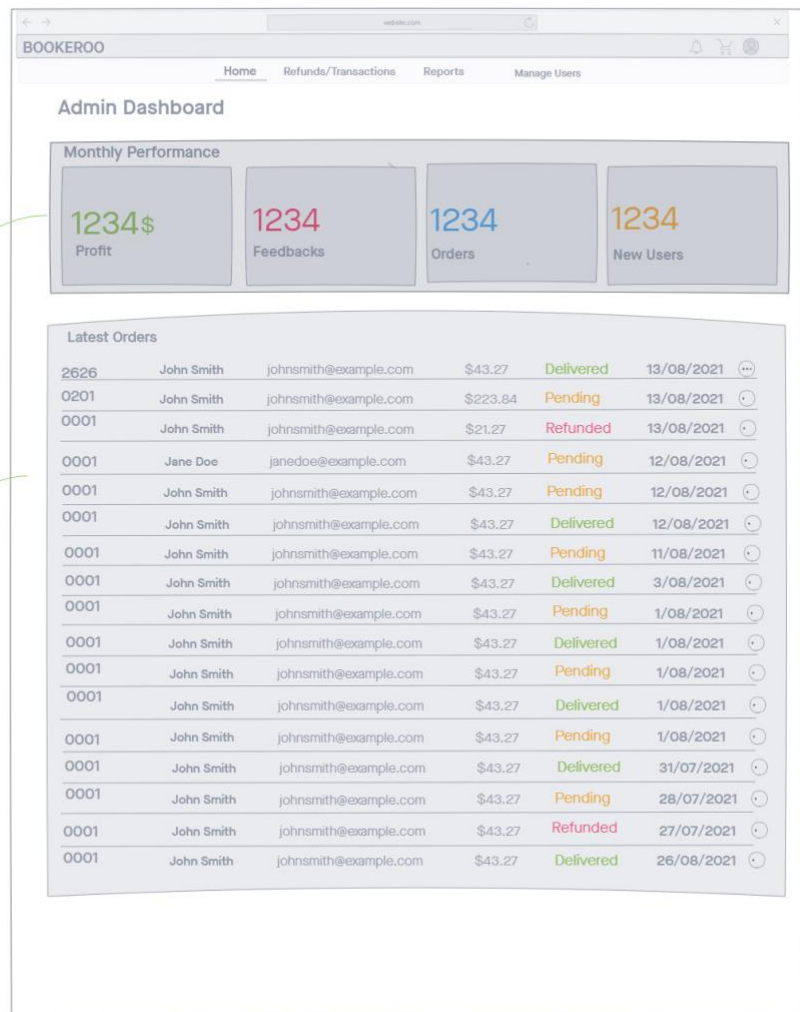 website.com
BOOKEROO
Home Refunds/Transactions Reports Manage Users
Admin Dashboard
Monthly Performance
1234$ 1234 1234 1234
Profit Feedbacks Orders New Users
Latest Orders
2626 John Smith johnsmith@example.com $43.27 Delivered 13/08/2021
0201 John Smith johnsmith@example.com $223.84 Pending 13/08/2021
0001 John Smith johnsmith@example.com $21.27 Refunded 13/08/2021
0001 Jane Doe janedoe@example.com $43.27 Pending 12/08/2021
0001 John Smith johnsmith@example.com $43.27 Pending 12/08/2021
0001 John Smith johnsmith@example.com $43.27 Delivered 12/08/2021
0001 John Smith johnsmith@example.com $43.27 Pending 11/08/2021
0001 John Smith johnsmith@example.com $43.27 Delivered 3/08/2021
0001 John Smith johnsmith@example.com $43.27 Pending 1/08/2021
0001 John Smith johnsmith@example.com $43.27 Delivered 1/08/2021
0001 John Smith johnsmith@example.com $43.27 Pending 1/08/2021
0001 John Smith johnsmith@example.com $43.27 Delivered 1/08/2021
0001 John Smith johnsmith@example.com $43.27 Pending 1/08/2021
0001 John Smith johnsmith@example.com $43.27 Delivered 31/07/2021
0001 John Smith johnsmith@example.com $43.27 Pending 28/07/2021
0001 John Smith johnsmith@example.com $43.27 Refunded 27/07/2021
0001 John Smith johnsmith@example.com $43.27 Delivered 26/08/2021